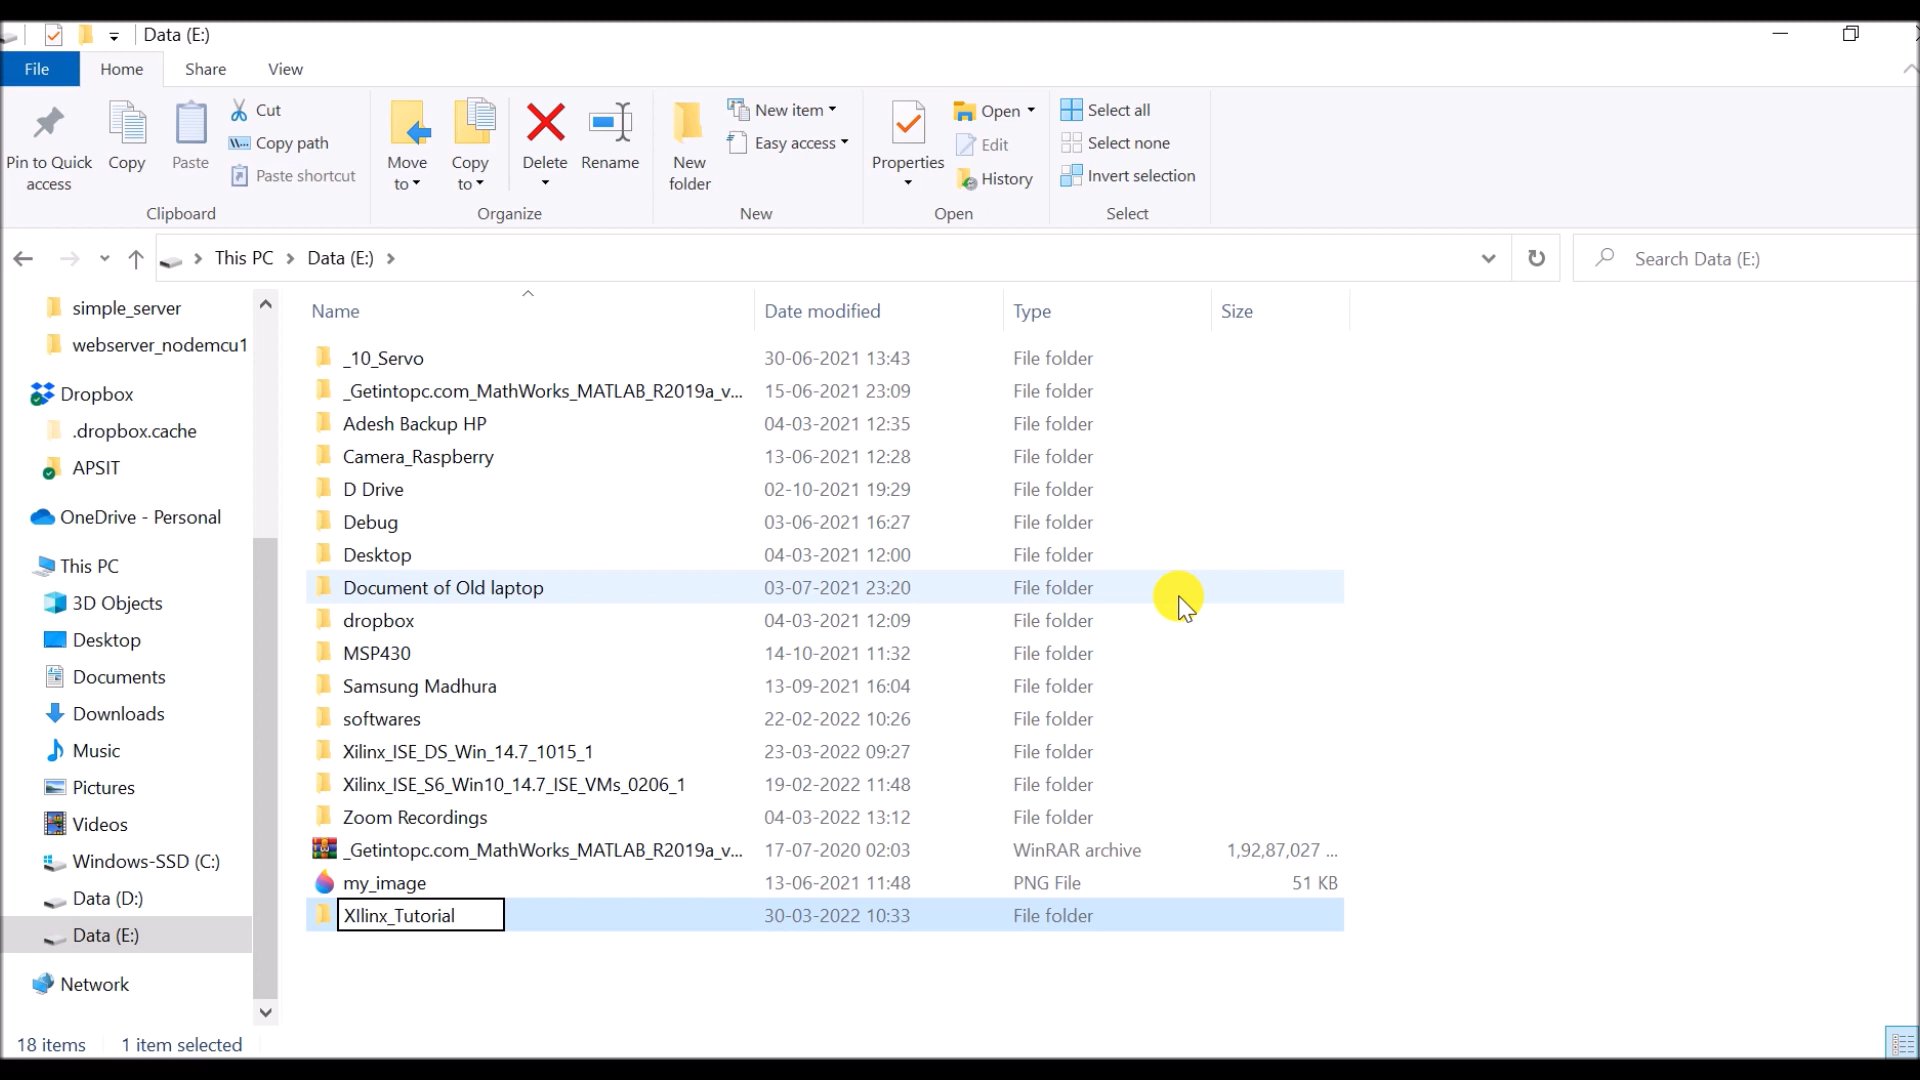 Data (E:)
File Home Share View
Pin to Quick access Copy Paste Cut Copy path Paste shortcut
Move to Copy to Delete Rename New folder New item Easy access
Properties Open Edit History Select all Select none Invert selection
Clipboard Organize New Open Select
This PC Data (E:) Search Data (E:)
simple_server
webserver_nodemcu1
Dropbox
.dropbox.cache
APSIT
OneDrive - Personal
This PC
3D Objects
Desktop
Documents
Downloads
Music
Pictures
Videos
Windows-SSD (C:)
Data (D:)
Data (E:)
Network
Name Date modified Type Size
_10_Servo 30-06-2021 13:43 File folder
_Getintopc.com_MathWorks_MATLAB_R2019a_v... 15-06-2021 23:09 File folder
Adesh Backup HP 04-03-2021 12:35 File folder
Camera_Raspberry 13-06-2021 12:28 File folder
D Drive 02-10-2021 19:29 File folder
Debug 03-06-2021 16:27 File folder
Desktop 04-03-2021 12:00 File folder
Document of Old laptop 03-07-2021 23:20 File folder
dropbox 04-03-2021 12:09 File folder
MSP430 14-10-2021 11:32 File folder
Samsung Madhura 13-09-2021 16:04 File folder
softwares 22-02-2022 10:26 File folder
Xilinx_ISE_DS_Win_14.7_1015_1 23-03-2022 09:27 File folder
Xilinx_ISE_S6_Win10_14.7_ISE_VMs_0206_1 19-02-2022 11:48 File folder
Zoom Recordings 04-03-2022 13:12 File folder
_Getintopc.com_MathWorks_MATLAB_R2019a_v... 17-07-2020 02:03 WinRAR archive 1,92,87,027 ...
my_image 13-06-2021 11:48 PNG File 51 KB
XIlinx_Tutorial 30-03-2022 10:33 File folder
18 items 1 item selected